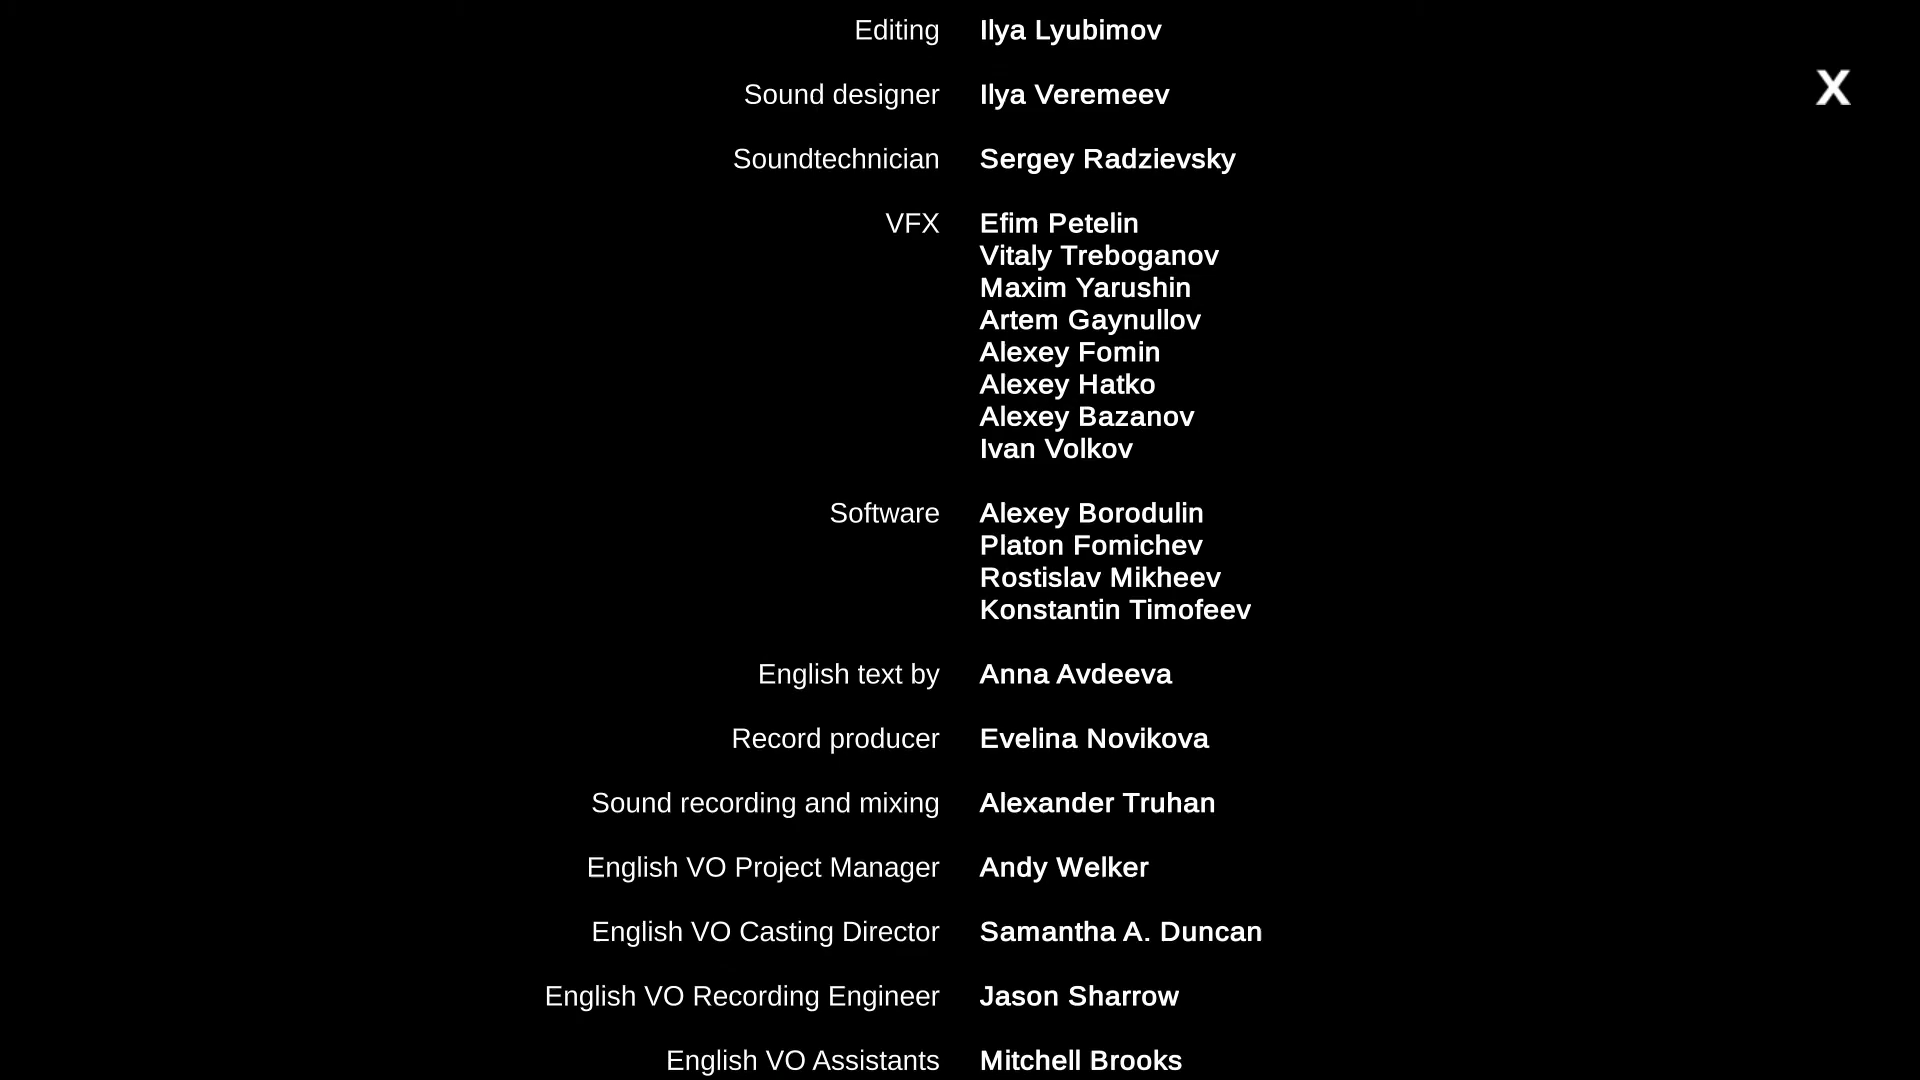 Editing Ilya Lyubimov
X
Sound designer Ilya Veremeev
Soundtechnician Sergey Radzievsky
VFX Efim Petelin
Vitaly Treboganov
Maxim Yarushin
Artem Gaynullov
Alexey Fomin
Alexey Hatko
Alexey Bazanov
Ivan Volkov
Software Alexey Borodulin
Platon Fomichev
Rostislav Mikheev
Konstantin Timofeev
English text by Anna Avdeeva
Record producer Evelina Novikova
Sound recording and mixing Alexander Truhan
English VO Project Manager Andy Welker
English VO Casting Director Samantha A. Duncan
English VO Recording Engineer Jason Sharrow
English VO Assistants Mitchell Brooks